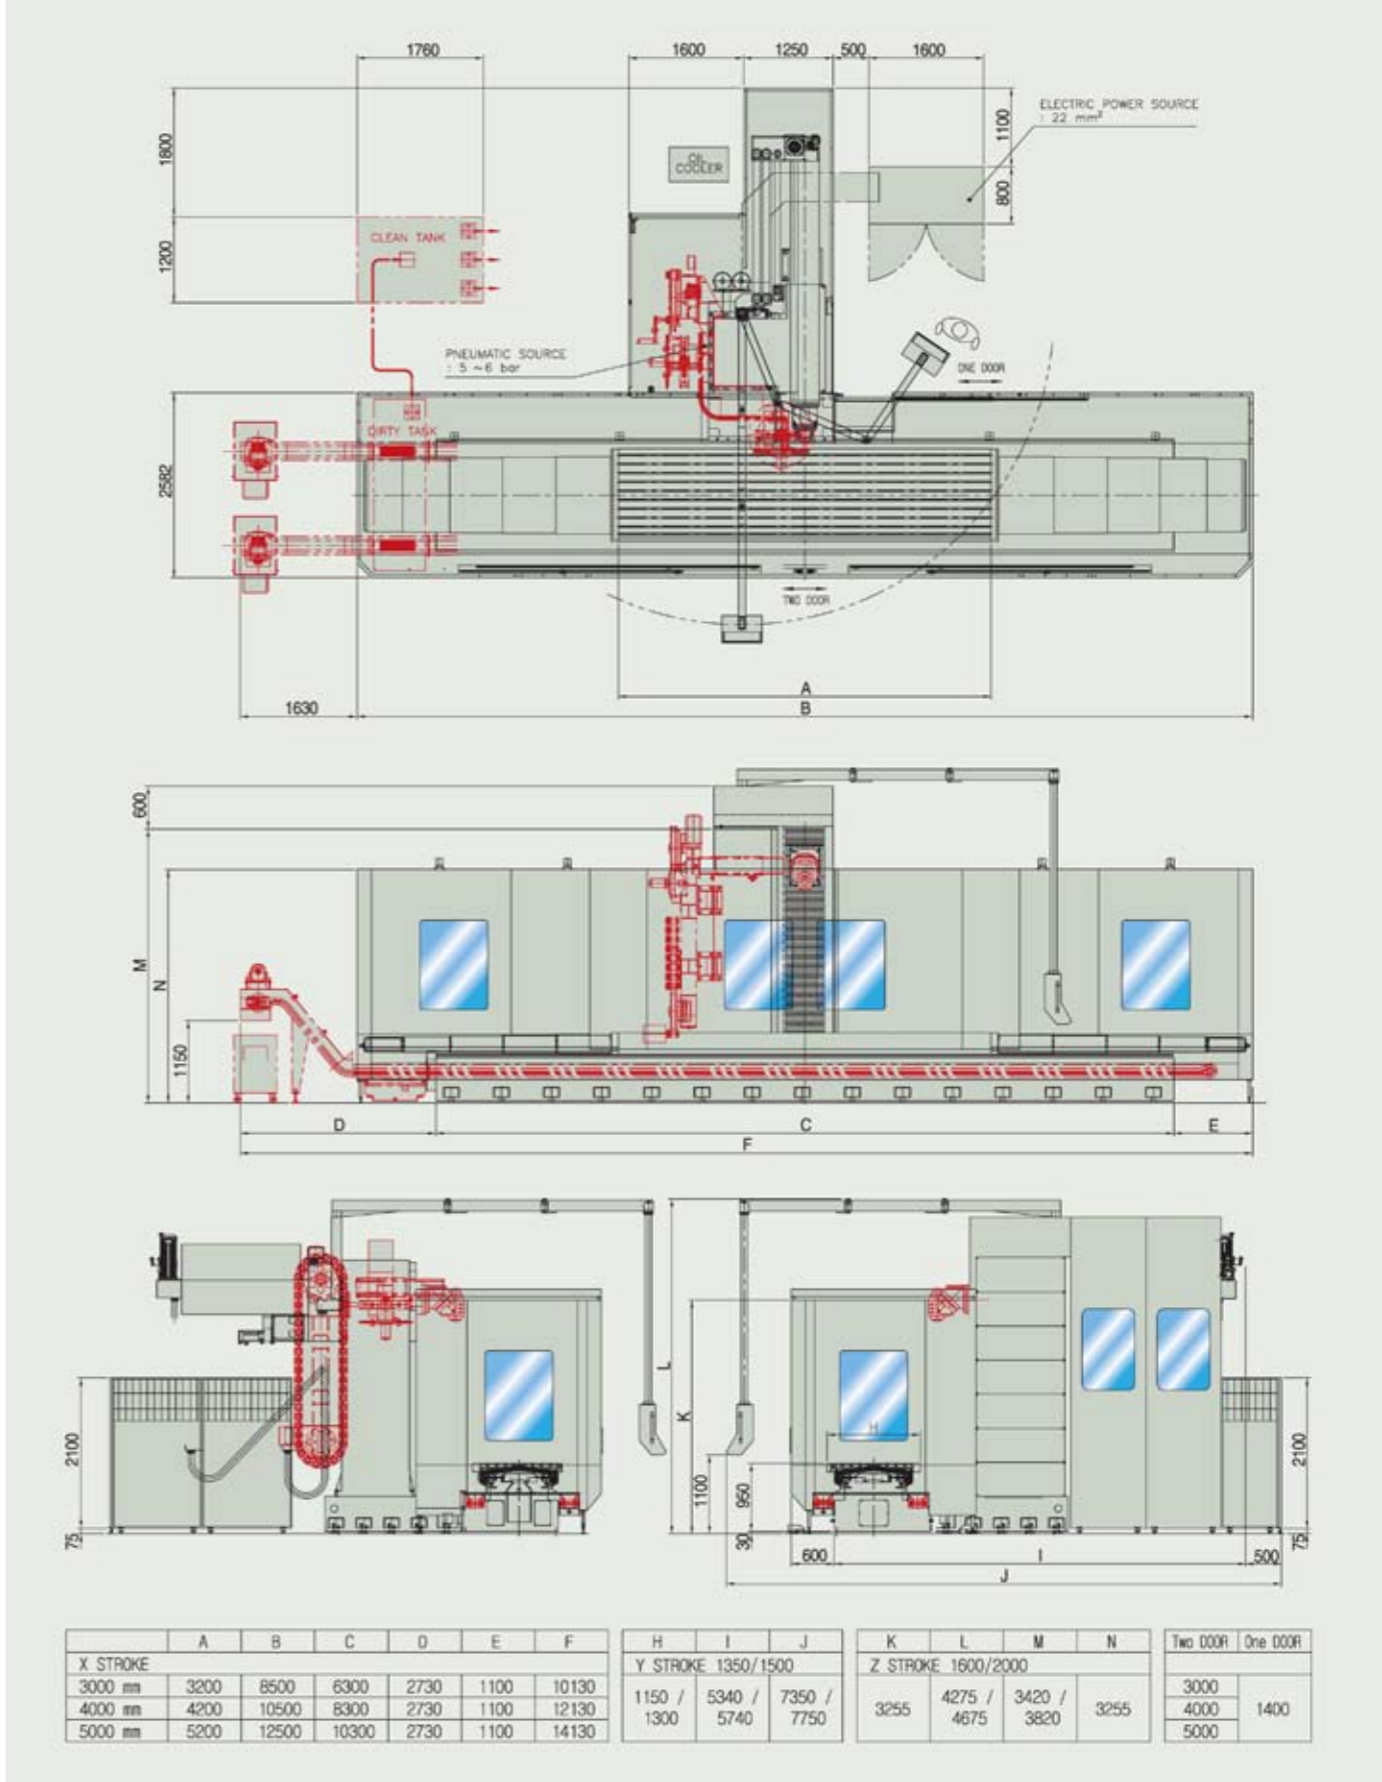 1760
1600
1250
500
1600
ELECTRIC POWER SOURCE
: 22 mm²
1800
1100
OIL
COOLER
800
CLEAN TANK
1200
PNEUMATIC SOURCE
: 5 ~6 bar
ONE DOOR
DIRTY TANK
2582
TWO DOOR
A
1630
B
600
M
N
1150
D
C
E
F
L
K
H
2100
1100
950
2100
75
30
600
I
500
75
J
A B C D E F
X STROKE
3000 mm 3200 8500 6300 2730 1100 10130
4000 mm 4200 10500 8300 2730 1100 12130
5000 mm 5200 12500 10300 2730 1100 14130
H I J
Y STROKE 1350/1500
1150 / 5340 / 7350 /
1300 5740 7750
K L M N
Z STROKE 1600/2000
3255 4275 / 3420 / 3255
4675 3820
Two DOOR One DOOR
3000
4000 1400
5000